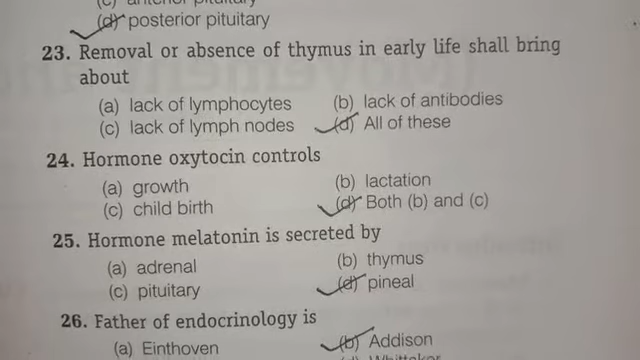 (d) posterior pituitary
23. Removal or absence of thymus in early life shall bring
about
(a) lack of lymphocytes (b) lack of antibodies
(c) lack of lymph nodes (d) All of these
24. Hormone oxytocin controls
(a) growth (b) lactation
(c) child birth (d) Both (b) and (c)
25. Hormone melatonin is secreted by
(a) adrenal (b) thymus
(c) pituitary (d) pineal
26. Father of endocrinology is
(a) Einthoven (b) Addison